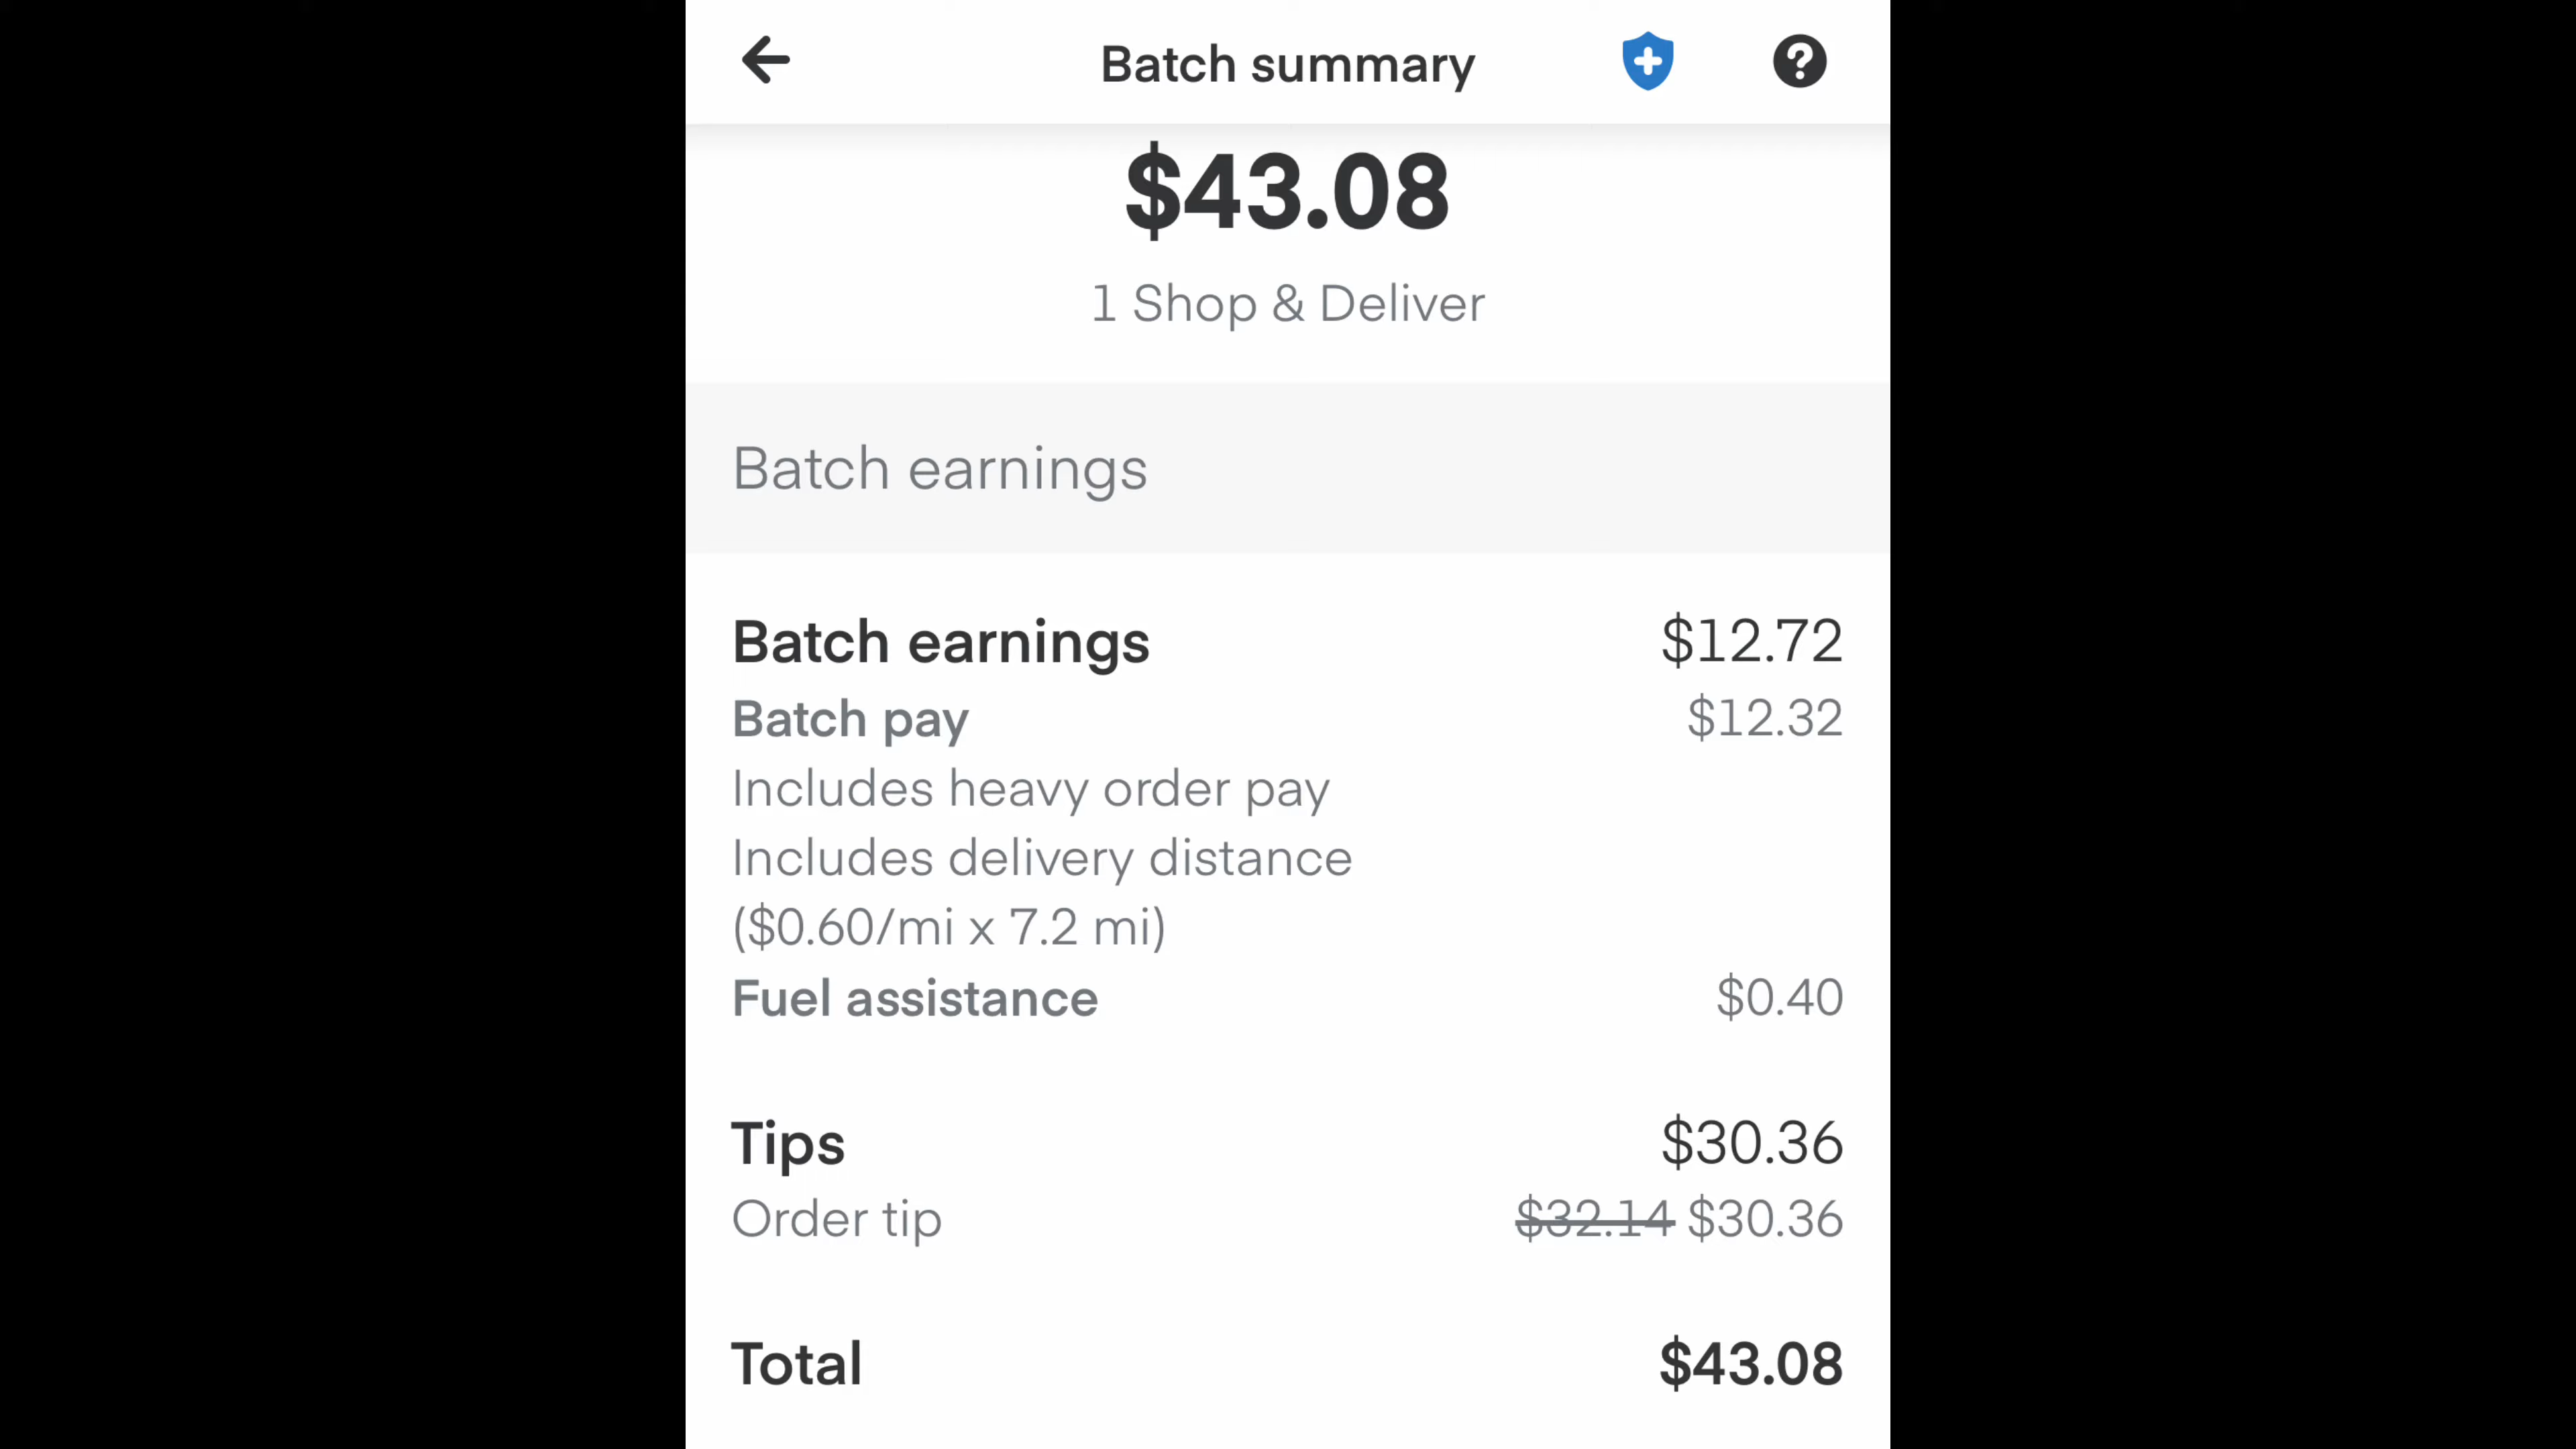 Batch summary
$43.08
1 Shop & Deliver
Batch earnings
Batch earnings $12.72
Batch pay $12.32
Includes heavy order pay
Includes delivery distance
($0.60/mi x 7.2 mi)
Fuel assistance $0.40
Tips $30.36
Order tip $32.14 $30.36
Total $43.08